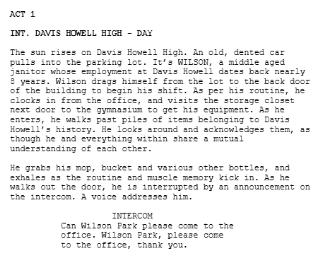 ACT 1
INT. DAVIS HOWELL HIGH - DAY
The sun rises on Davis Howell High. An old, dented car
pulls into the parking lot. It's WILSON, a middle aged
janitor whose employment at Davis Howell dates back nearly
8 years. Wilson drags himself from the lot to the back door
of the building to begin his shift. As per his routine, he
clocks in from the office, and visits the storage closet
next door to the gymnasium to get his equipment. As he
enters, he walks past piles of items belonging to Davis
Howell's history. He looks around and acknowledges them, as
though he and everything within share a mutual
understanding of each other.
He grabs his mop, bucket and various other bottles, and
exhales as the routine and muscle memory kick in. As he
walks out the door, he is interrupted by an announcement on
the intercom. A voice addresses him.
INTERCOM
Can Wilson Park please come to the
office. Wilson Park, please come
to the office, thank you.